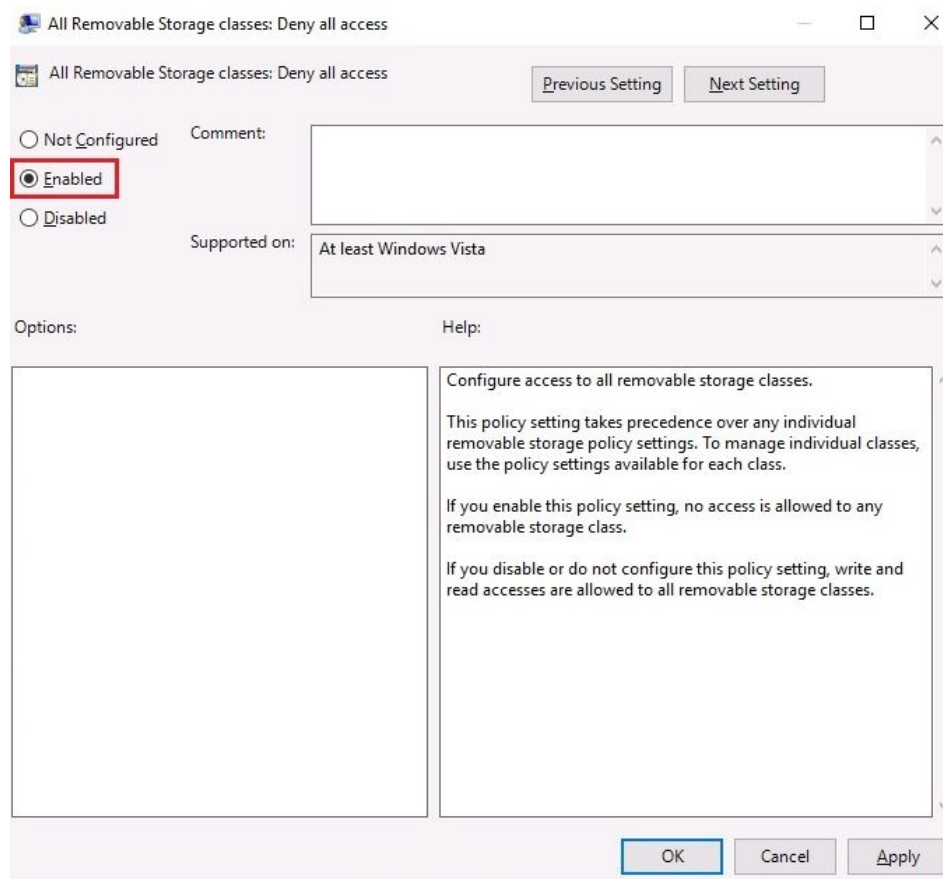 All Removable Storage classes: Deny all access
All Removable Storage classes: Deny all access
Previous Setting
Next Setting
Not Configured
Comment:
Enabled
Disabled
Supported on:
At least Windows Vista
Options:
Help:
Configure access to all removable storage classes.
This policy setting takes precedence over any individual
removable storage policy settings. To manage individual classes,
use the policy settings available for each class.
If you enable this policy setting, no access is allowed to any
removable storage class.
If you disable or do not configure this policy setting, write and
read accesses are allowed to all removable storage classes.
OK
Cancel
Apply